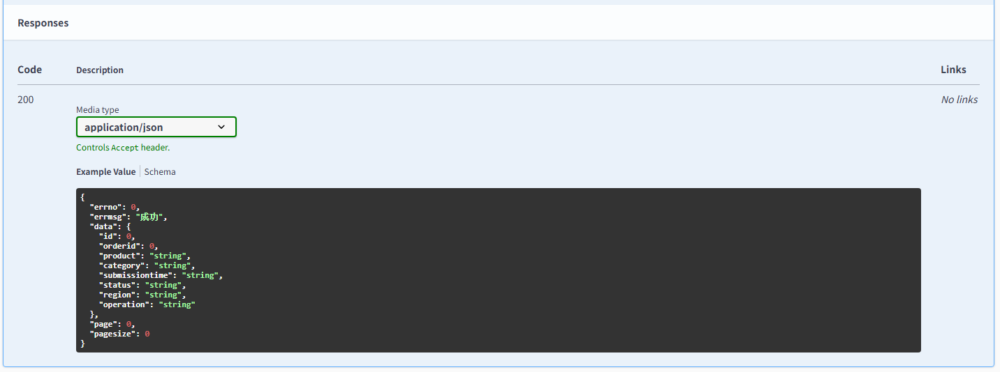 Responses
Code Description Links
200 No links
Media type
application/json
Controls Accept header.
Example Value Schema
{
  "errno": 0,
  "errmsg": "成功",
  "data": {
    "id": 0,
    "orderid": 0,
    "product": "string",
    "category": "string",
    "submissiontime": "string",
    "status": "string",
    "region": "string",
    "operation": "string"
  },
  "page": 0,
  "pagesize": 0
}